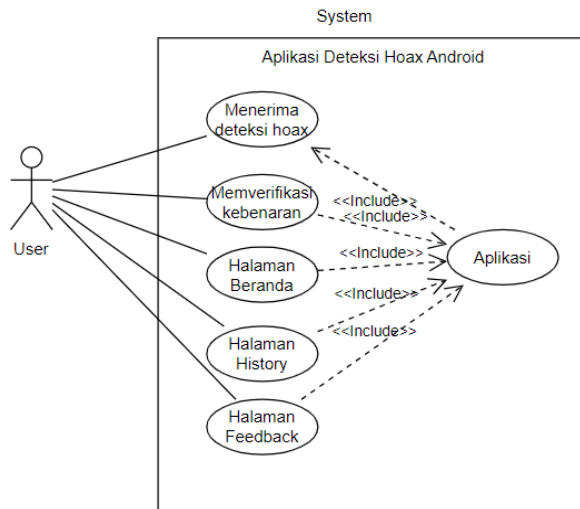 System
Aplikasi Deteksi Hoax Android
Menerima
deteksi hoax
Memverifikasi
kebenaran
<<Include>>
<<Include>>
User
Halaman
Beranda
<<Include>>
Aplikasi
<<Include>>
Halaman
History
<<Include>>
Halaman
Feedback